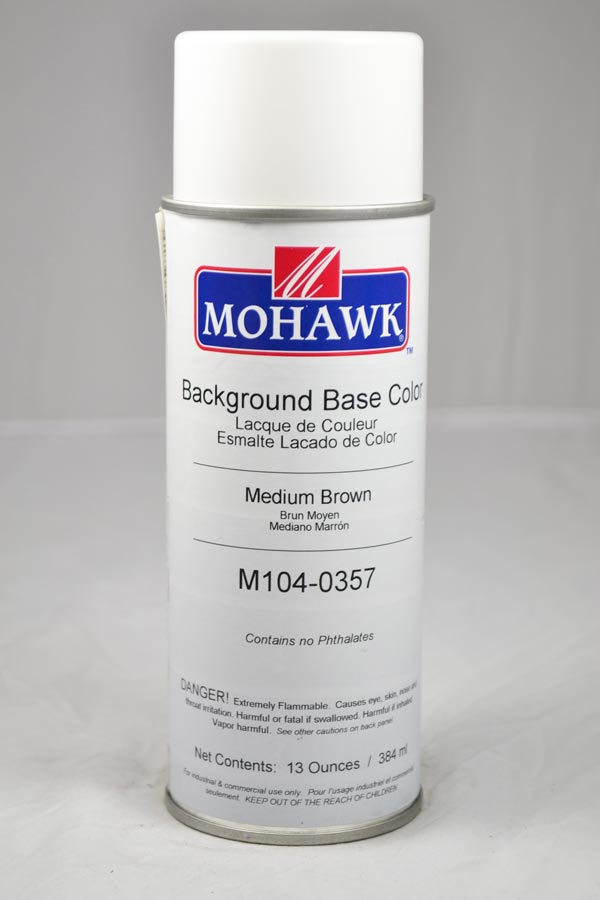 M
MOHAWK®
™
Background Base Color
Lacque de Couleur
Esmalte Lacado de Color
Medium Brown
Brun Moyen
Mediano Marrón
M104-0357
Contains no Phthalates
DANGER! Extremely Flammable. Causes eye, skin, nose and
throat irritation. Harmful or fatal if swallowed. Harmful if inhaled.
Vapor harmful. See other cautions on back panel.
Net Contents: 13 Ounces / 384 ml
For industrial & commercial use only. Pour l'usage industriel et commercial
seulement. KEEP OUT OF THE REACH OF CHILDREN.